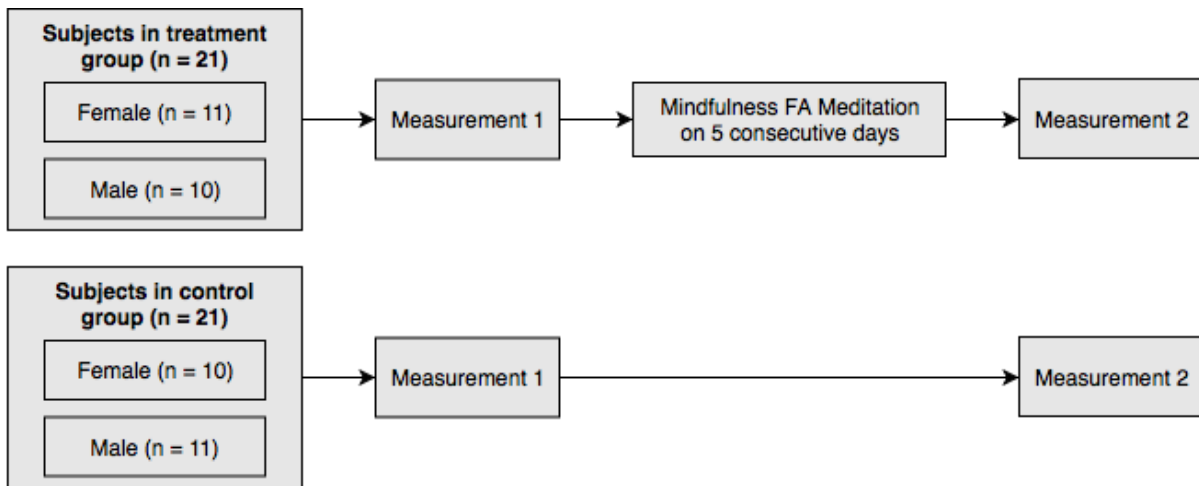 Subjects in treatment
group (n = 21)
Female (n = 11)
Male (n = 10)
Measurement 1
Mindfulness FA Meditation
on 5 consecutive days
Measurement 2
Subjects in control
group (n = 21)
Female (n = 10)
Male (n = 11)
Measurement 1
Measurement 2